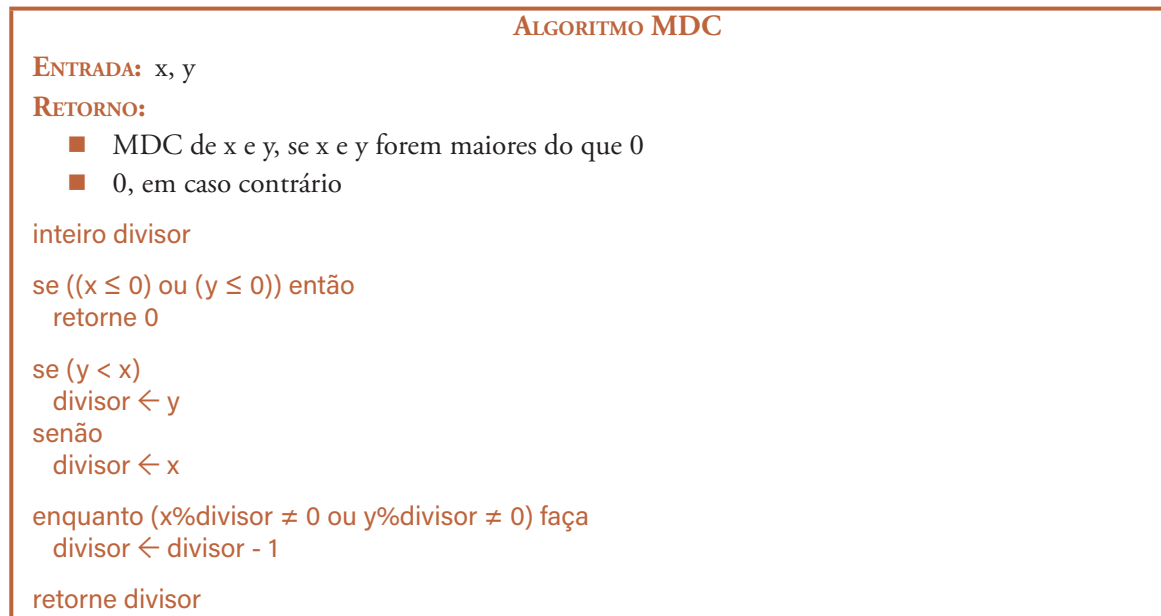 ALGORITMO MDC
ENTRADA: x, y
RETORNO:
■ MDC de x e y, se x e y forem maiores do que 0
■ 0, em caso contrário
inteiro divisor
se ((x ≤ 0) ou (y ≤ 0)) então
retorne 0
se (y < x)
divisor ← y
senão
divisor ← x
enquanto (x%divisor ≠ 0 ou y%divisor ≠ 0) faça
divisor ← divisor - 1
retorne divisor